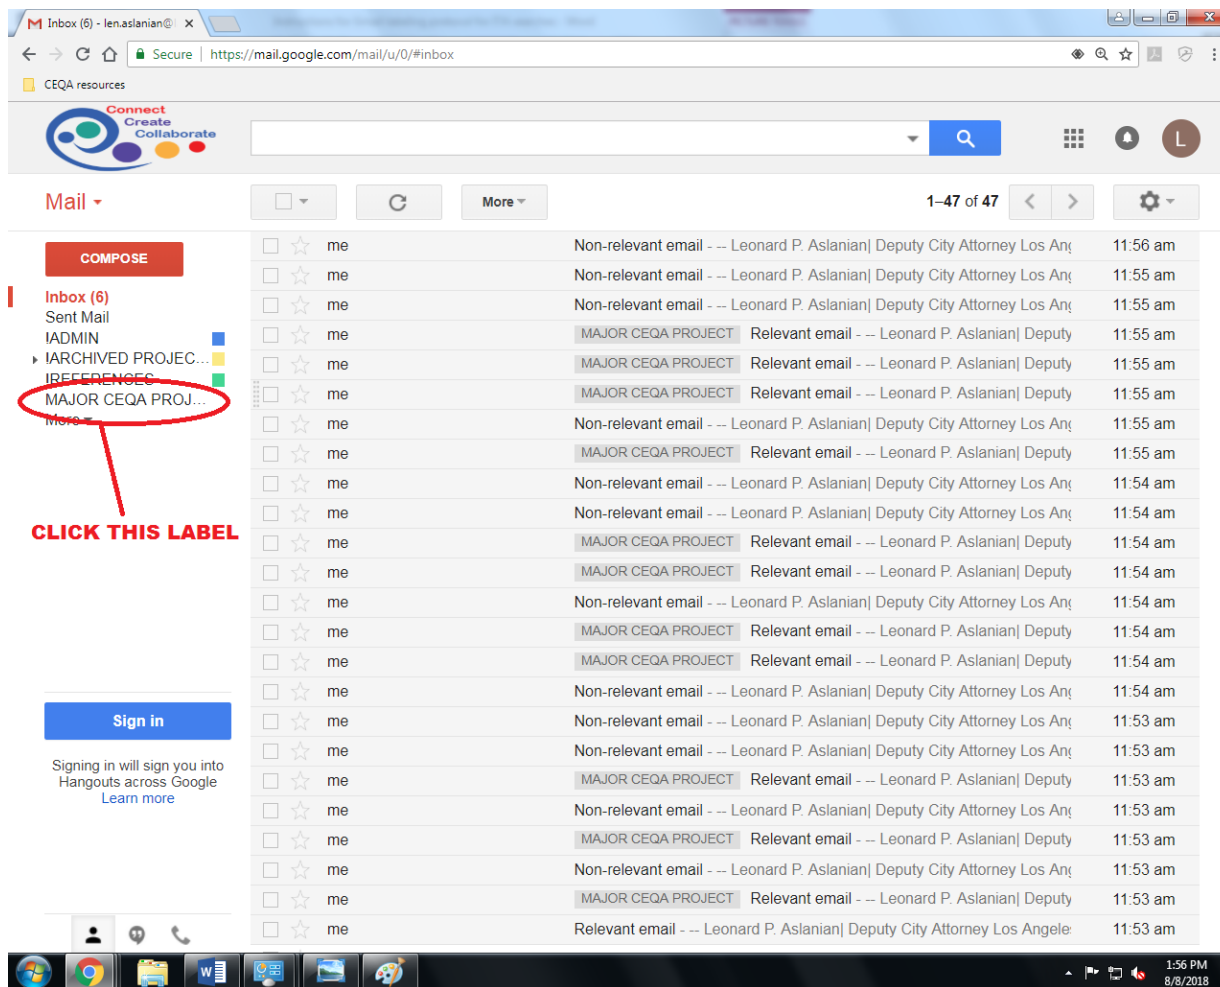 Inbox (6) - len.aslanian@
Secure | https://mail.google.com/mail/u/0/#inbox
CEQA resources
Connect
Create
Collaborate
L
Mail
More
1–47 of 47
COMPOSE
Inbox (6)
Sent Mail
!ADMIN
!ARCHIVED PROJEC...
!REFERENCES
MAJOR CEQA PROJ...
More
CLICK THIS LABEL
me Non-relevant email - -- Leonard P. Aslanian| Deputy City Attorney Los Ang 11:56 am
me Non-relevant email - -- Leonard P. Aslanian| Deputy City Attorney Los Ang 11:55 am
me Non-relevant email - -- Leonard P. Aslanian| Deputy City Attorney Los Ang 11:55 am
me MAJOR CEQA PROJECT Relevant email - -- Leonard P. Aslanian| Deputy 11:55 am
me MAJOR CEQA PROJECT Relevant email - -- Leonard P. Aslanian| Deputy 11:55 am
me MAJOR CEQA PROJECT Relevant email - -- Leonard P. Aslanian| Deputy 11:55 am
me Non-relevant email - -- Leonard P. Aslanian| Deputy City Attorney Los Ang 11:55 am
me MAJOR CEQA PROJECT Relevant email - -- Leonard P. Aslanian| Deputy 11:55 am
me Non-relevant email - -- Leonard P. Aslanian| Deputy City Attorney Los Ang 11:54 am
me Non-relevant email - -- Leonard P. Aslanian| Deputy City Attorney Los Ang 11:54 am
me MAJOR CEQA PROJECT Relevant email - -- Leonard P. Aslanian| Deputy 11:54 am
me MAJOR CEQA PROJECT Relevant email - -- Leonard P. Aslanian| Deputy 11:54 am
me Non-relevant email - -- Leonard P. Aslanian| Deputy City Attorney Los Ang 11:54 am
me MAJOR CEQA PROJECT Relevant email - -- Leonard P. Aslanian| Deputy 11:54 am
me MAJOR CEQA PROJECT Relevant email - -- Leonard P. Aslanian| Deputy 11:54 am
me Non-relevant email - -- Leonard P. Aslanian| Deputy City Attorney Los Ang 11:54 am
me Non-relevant email - -- Leonard P. Aslanian| Deputy City Attorney Los Ang 11:53 am
me Non-relevant email - -- Leonard P. Aslanian| Deputy City Attorney Los Ang 11:53 am
me MAJOR CEQA PROJECT Relevant email - -- Leonard P. Aslanian| Deputy 11:53 am
me Non-relevant email - -- Leonard P. Aslanian| Deputy City Attorney Los Ang 11:53 am
me MAJOR CEQA PROJECT Relevant email - -- Leonard P. Aslanian| Deputy 11:53 am
me Non-relevant email - -- Leonard P. Aslanian| Deputy City Attorney Los Ang 11:53 am
me MAJOR CEQA PROJECT Relevant email - -- Leonard P. Aslanian| Deputy 11:53 am
me Relevant email - -- Leonard P. Aslanian| Deputy City Attorney Los Angele 11:53 am
Sign in
Signing in will sign you into
Hangouts across Google
Learn more
1:56 PM
8/8/2018